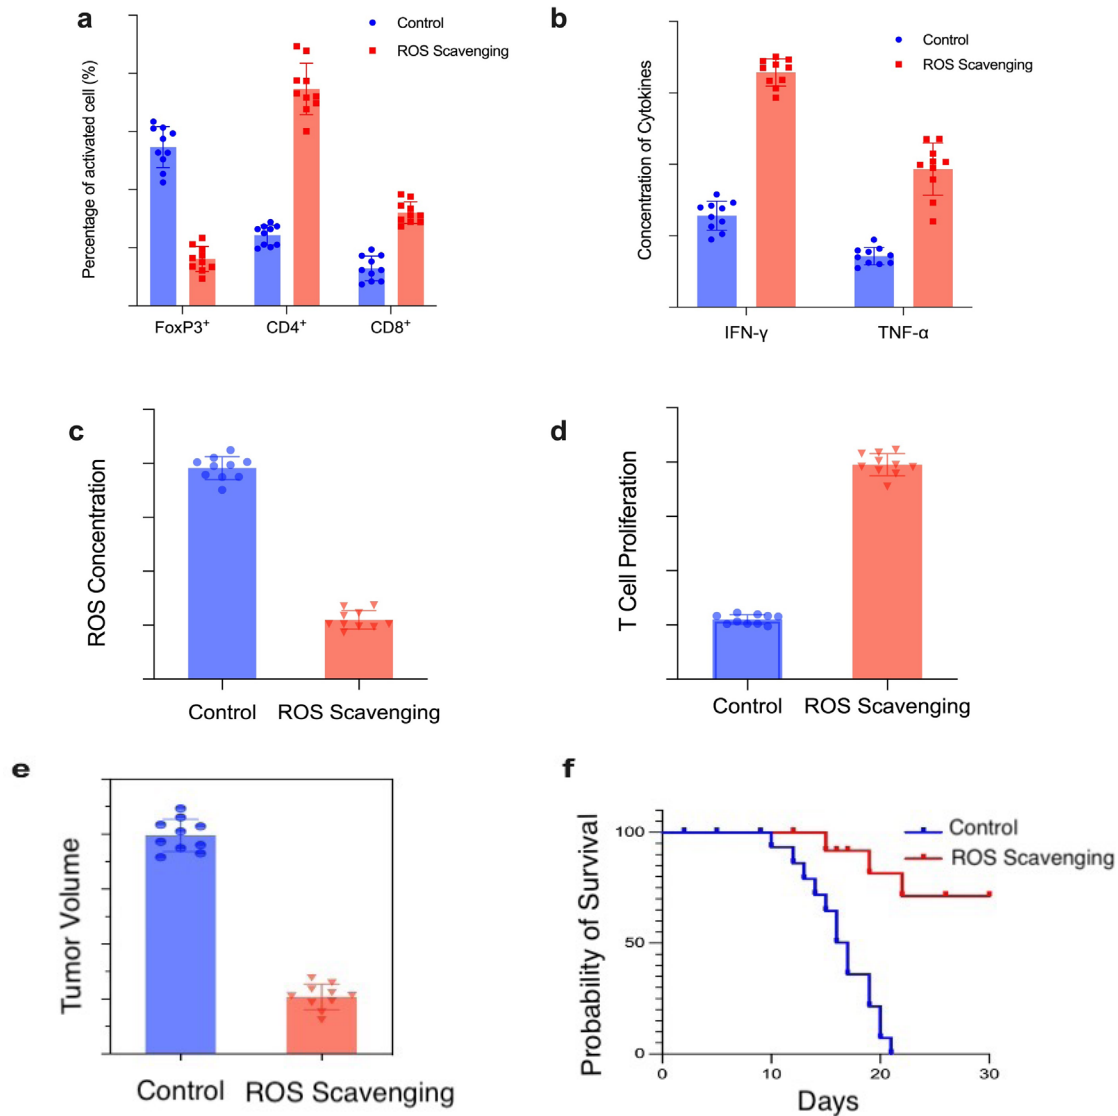 a
Control
ROS Scavenging
Percentage of activated cell (%)
FoxP3⁺
CD4⁺
CD8⁺
b
Control
ROS Scavenging
Concentration of Cytokines
IFN-γ
TNF-α
c
ROS Concentration
Control
ROS Scavenging
d
T Cell Proliferation
Control
ROS Scavenging
e
Tumor Volume
Control
ROS Scavenging
f
Control
ROS Scavenging
Probability of Survival
100
50
0
0
10
20
30
Days